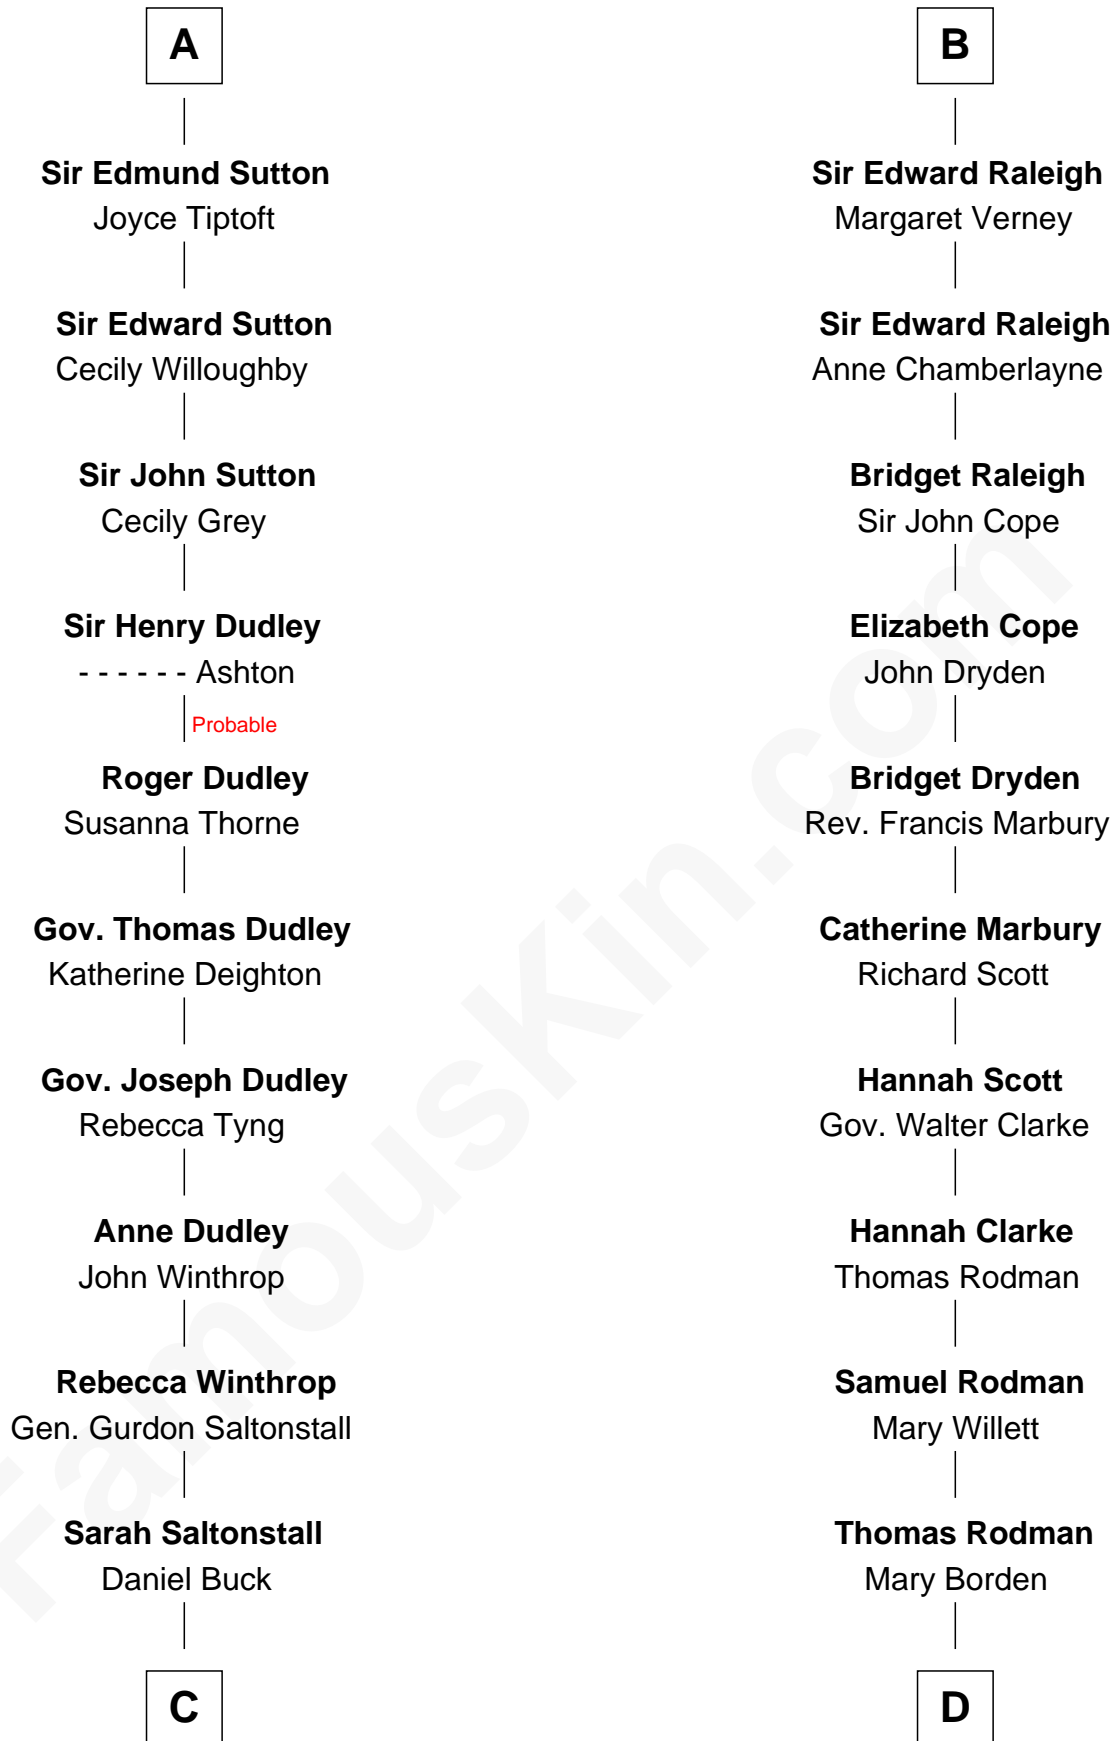 A
Sir Edmund Sutton
Joyce Tiptoft
Sir Edward Sutton
Cecily Willoughby
Sir John Sutton
Cecily Grey
Sir Henry Dudley
- - - - - - Ashton
Probable
Roger Dudley
Susanna Thorne
Gov. Thomas Dudley
Katherine Deighton
Gov. Joseph Dudley
Rebecca Tyng
Anne Dudley
John Winthrop
Rebecca Winthrop
Gen. Gurdon Saltonstall
Sarah Saltonstall
Daniel Buck
C
B
Sir Edward Raleigh
Margaret Verney
Sir Edward Raleigh
Anne Chamberlayne
Bridget Raleigh
Sir John Cope
Elizabeth Cope
John Dryden
Bridget Dryden
Rev. Francis Marbury
Catherine Marbury
Richard Scott
Hannah Scott
Gov. Walter Clarke
Hannah Clarke
Thomas Rodman
Samuel Rodman
Mary Willett
Thomas Rodman
Mary Borden
D
FamousKin.com